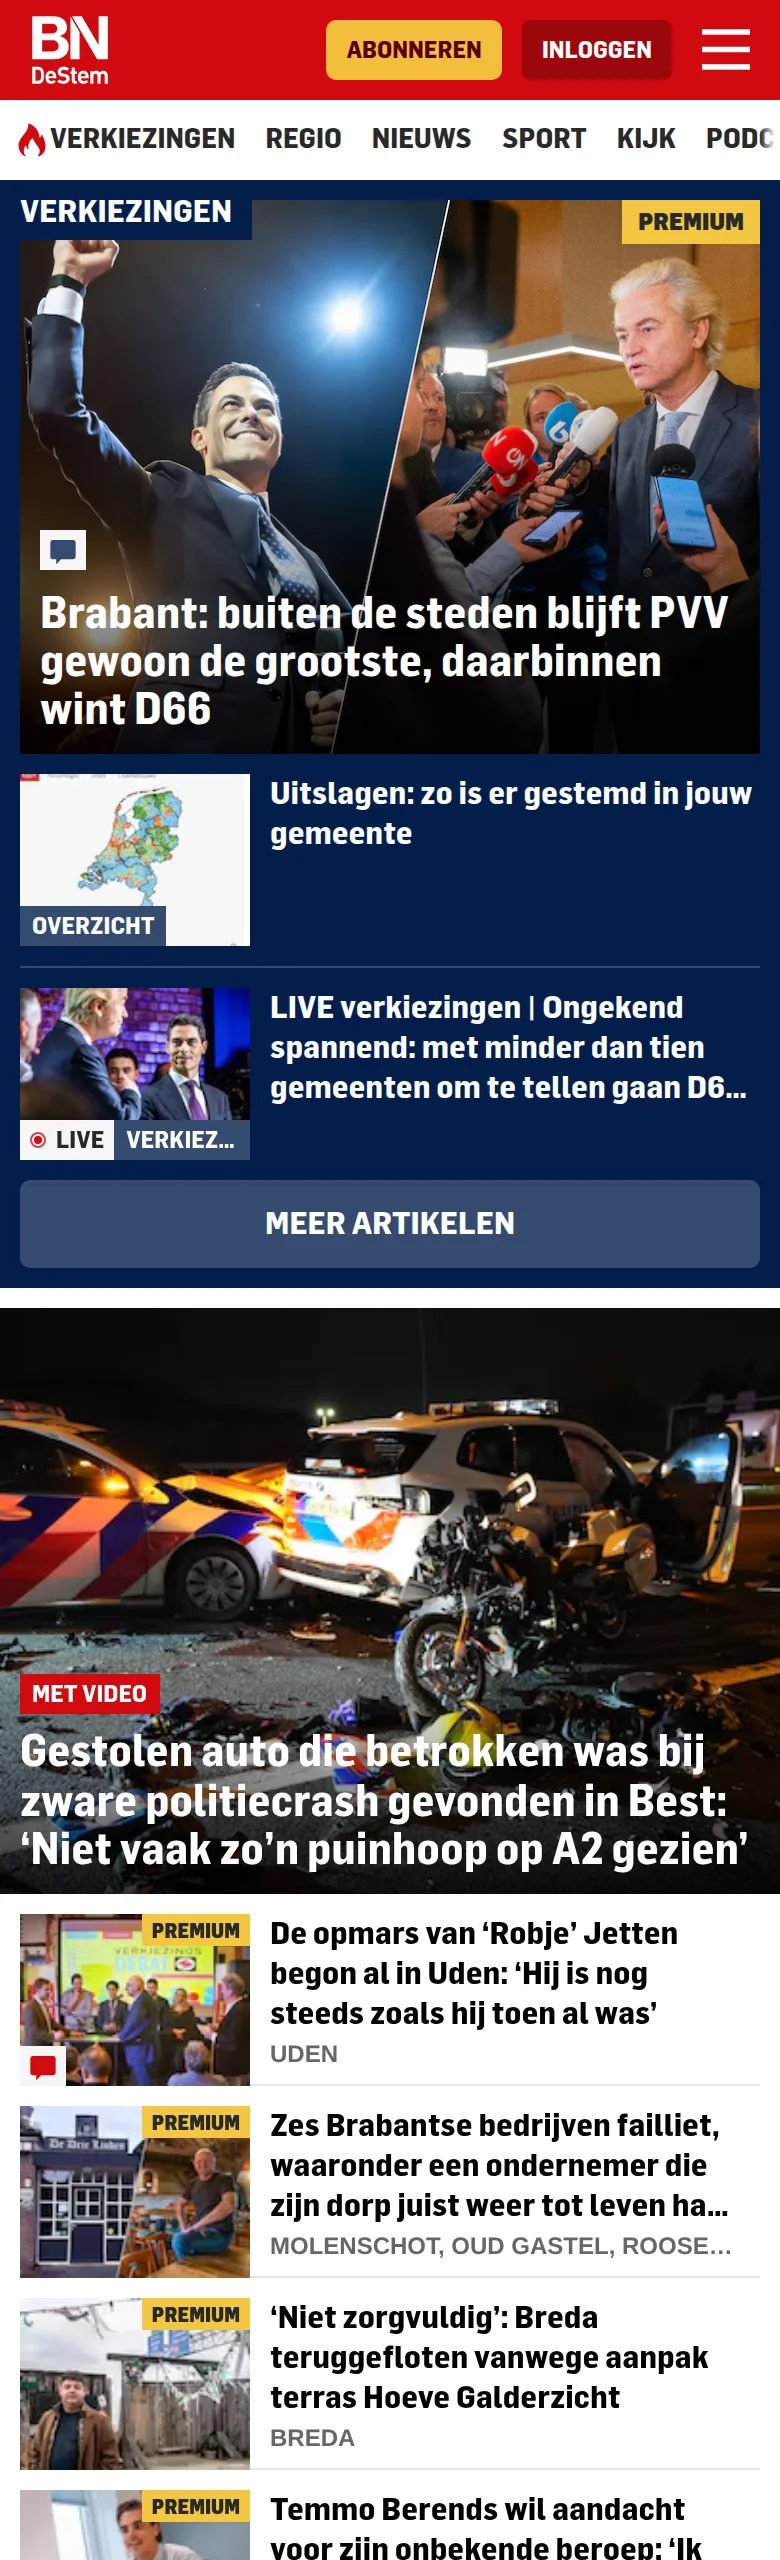 BN
DeStem
ABONNEREN
INLOGGEN
VERKIEZINGEN REGIO NIEUWS SPORT KIJK PODC
VERKIEZINGEN
PREMIUM
Brabant: buiten de steden blijft PVV
gewoon de grootste, daarbinnen
wint D66
Uitslagen: zo is er gestemd in jouw
gemeente
OVERZICHT
LIVE verkiezingen | Ongekend
spannend: met minder dan tien
gemeenten om te tellen gaan D6...
LIVE VERKIEZ...
MEER ARTIKELEN
MET VIDEO
Gestolen auto die betrokken was bij
zware politiecrash gevonden in Best:
‘Niet vaak zo’n puinhoop op A2 gezien’
PREMIUM
VERKIEZINGS
DEBAT
De opmars van ‘Robje’ Jetten
begon al in Uden: ‘Hij is nog
steeds zoals hij toen al was’
UDEN
PREMIUM
De Drie Linden
Zes Brabantse bedrijven failliet,
waaronder een ondernemer die
zijn dorp juist weer tot leven ha...
MOLENSCHOT, OUD GASTEL, ROOSE...
PREMIUM
‘Niet zorgvuldig’: Breda
teruggefloten vanwege aanpak
terras Hoeve Galderzicht
BREDA
PREMIUM
Temmo Berends wil aandacht
voor zijn onbekende beroep: ‘Ik